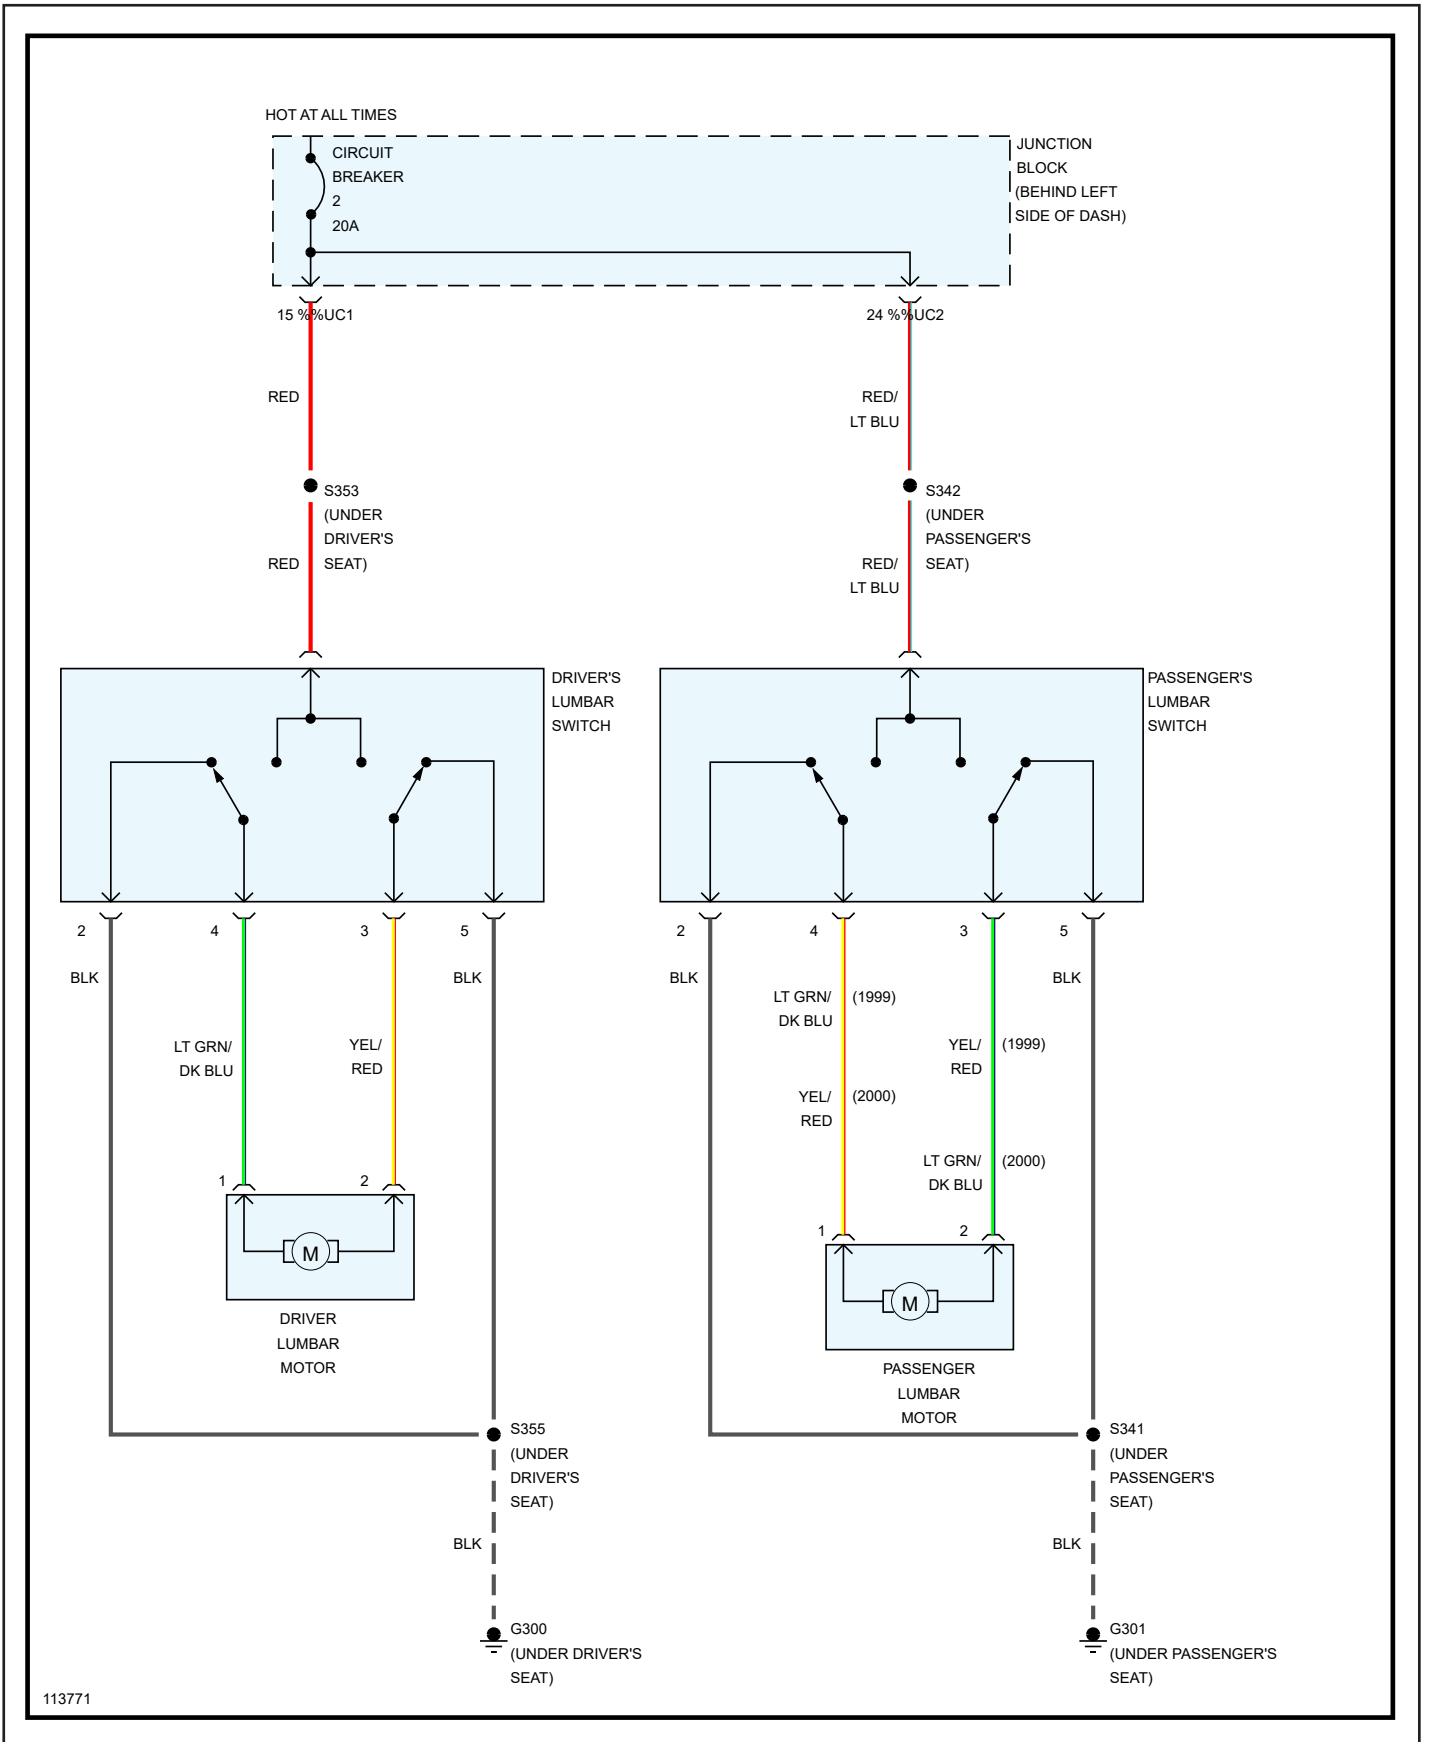 HOT AT ALL TIMES
CIRCUIT
BREAKER
2
20A
JUNCTION
BLOCK
(BEHIND LEFT
SIDE OF DASH)
15 %%UC1
24 %%UC2
RED
RED/
LT BLU
S353
(UNDER
DRIVER'S
SEAT)
S342
(UNDER
PASSENGER'S
SEAT)
RED
RED/
LT BLU
DRIVER'S
LUMBAR
SWITCH
PASSENGER'S
LUMBAR
SWITCH
2
4
3
5
2
4
3
5
BLK
BLK
BLK
BLK
LT GRN/
DK BLU
YEL/
RED
LT GRN/
DK BLU
(1999)
YEL/
RED
(1999)
YEL/
RED
(2000)
LT GRN/
DK BLU
(2000)
1
2
M
DRIVER
LUMBAR
MOTOR
1
2
M
PASSENGER
LUMBAR
MOTOR
S355
(UNDER
DRIVER'S
SEAT)
S341
(UNDER
PASSENGER'S
SEAT)
BLK
BLK
G300
(UNDER DRIVER'S
SEAT)
G301
(UNDER PASSENGER'S
SEAT)
113771